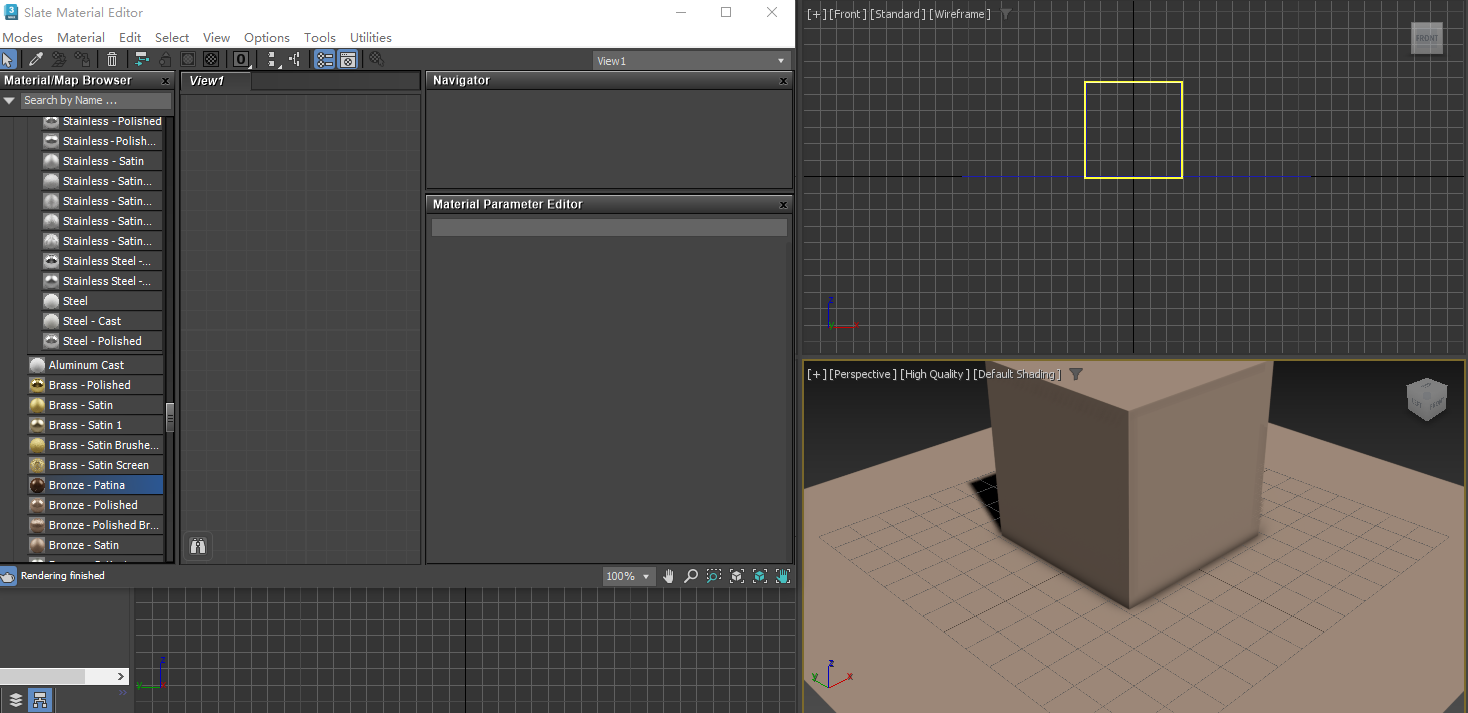 Slate Material Editor
Modes Material Edit Select View Options Tools Utilities
View1
Material/Map Browser x
Search by Name ...
Stainless - Polished
Stainless - Polish...
Stainless - Satin
Stainless - Satin...
Stainless - Satin...
Stainless - Satin...
Stainless - Satin...
Stainless Steel -...
Stainless Steel -...
Steel
Steel - Cast
Steel - Polished
Aluminum Cast
Brass - Polished
Brass - Satin
Brass - Satin 1
Brass - Satin Brushe...
Brass - Satin Screen
Bronze - Patina
Bronze - Polished
Bronze - Polished Br...
Bronze - Satin
View1
Navigator x
Material Parameter Editor x
Rendering finished
100%
z
y
[+] [Front ] [Standard ] [Wireframe ]
FRONT
z
y x
[+] [Perspective ] [High Quality ] [Default Shading ]
FRONT
z
y x